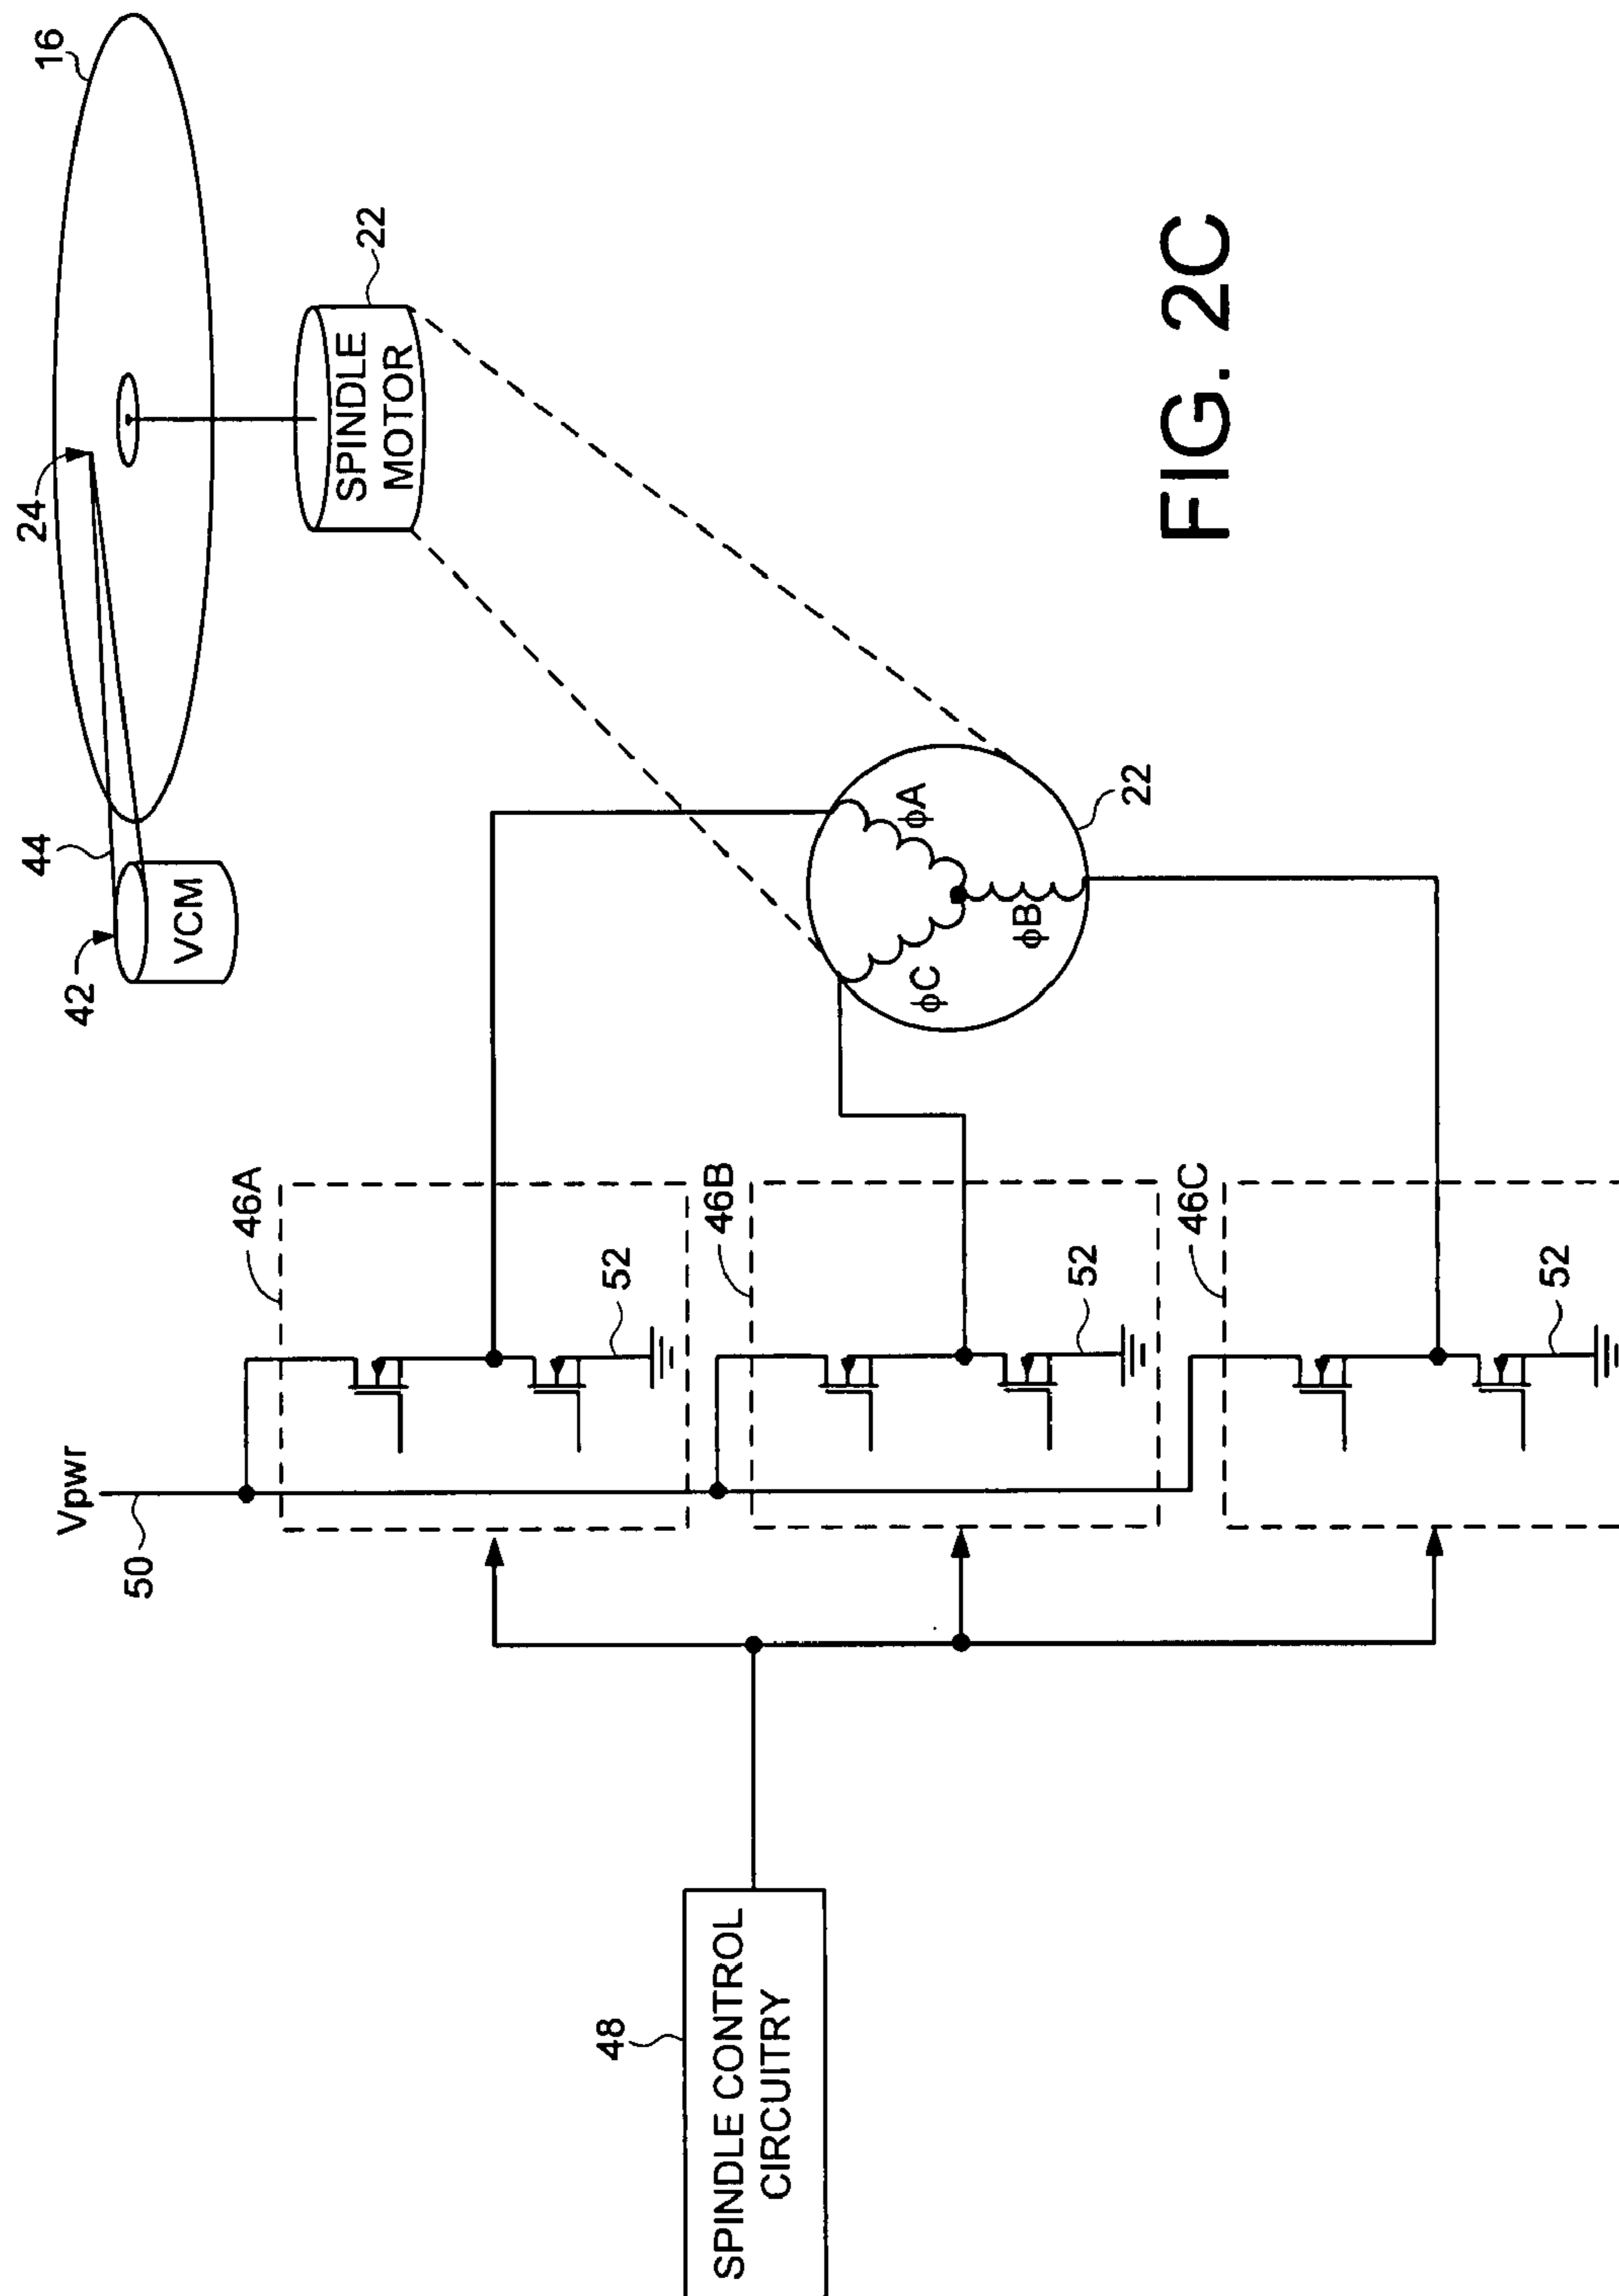 16
24
44
42
VCM
22
SPINDLE
MOTOR
Vpwr
50
46A
52
46B
52
46C
52
ϕA
ϕB
ϕC
22
48
SPINDLE CONTROL
CIRCUITRY
FIG. 2C